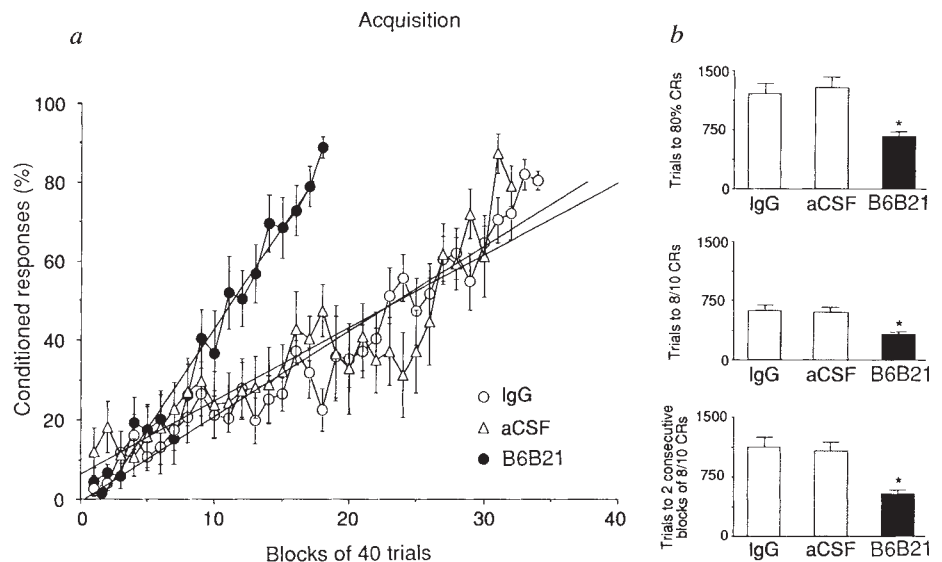 Acquisition
a
Conditioned responses (%)
100
80
60
40
20
0
0
10
20
30
40
Blocks of 40 trials
IgG
aCSF
B6B21
b
Trials to 80% CRs
1500
750
0
*
IgG aCSF B6B21
Trials to 8/10 CRs
1500
750
0
*
IgG aCSF B6B21
Trials to 2 consecutive
blocks of 8/10 CRs
1500
750
0
*
IgG aCSF B6B21